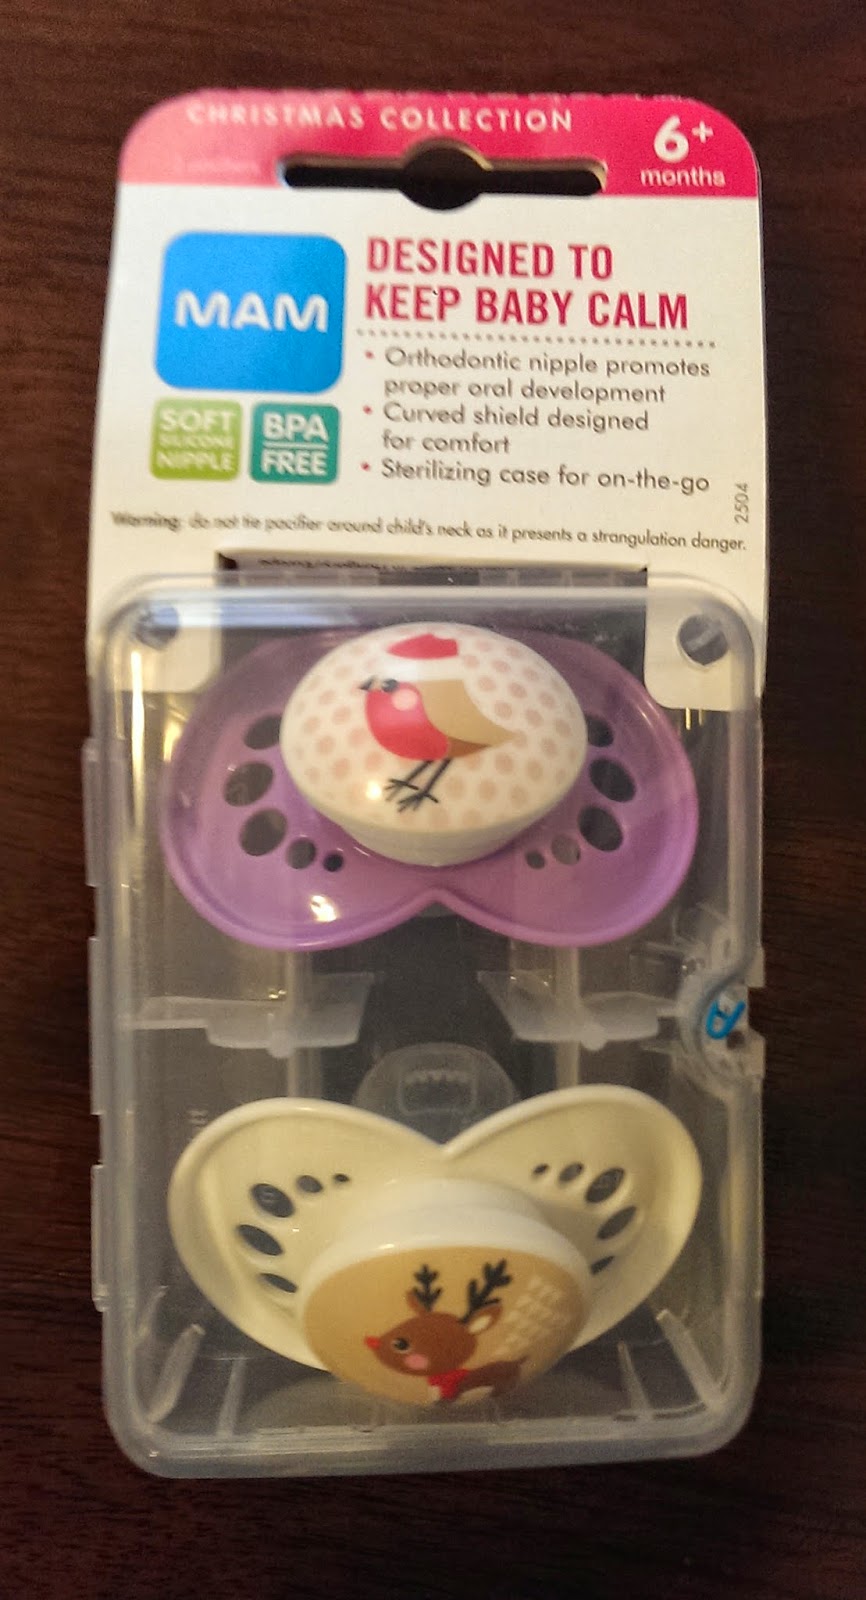 CHRISTMAS COLLECTION
6+
months
MAM
DESIGNED TO
KEEP BABY CALM
• Orthodontic nipple promotes
proper oral development
• Curved shield designed
for comfort
• Sterilizing case for on-the-go
SOFT
SILICONE
NIPPLE
BPA
FREE
2504
Warning: do not tie pacifier around child's neck as it presents a strangulation danger.